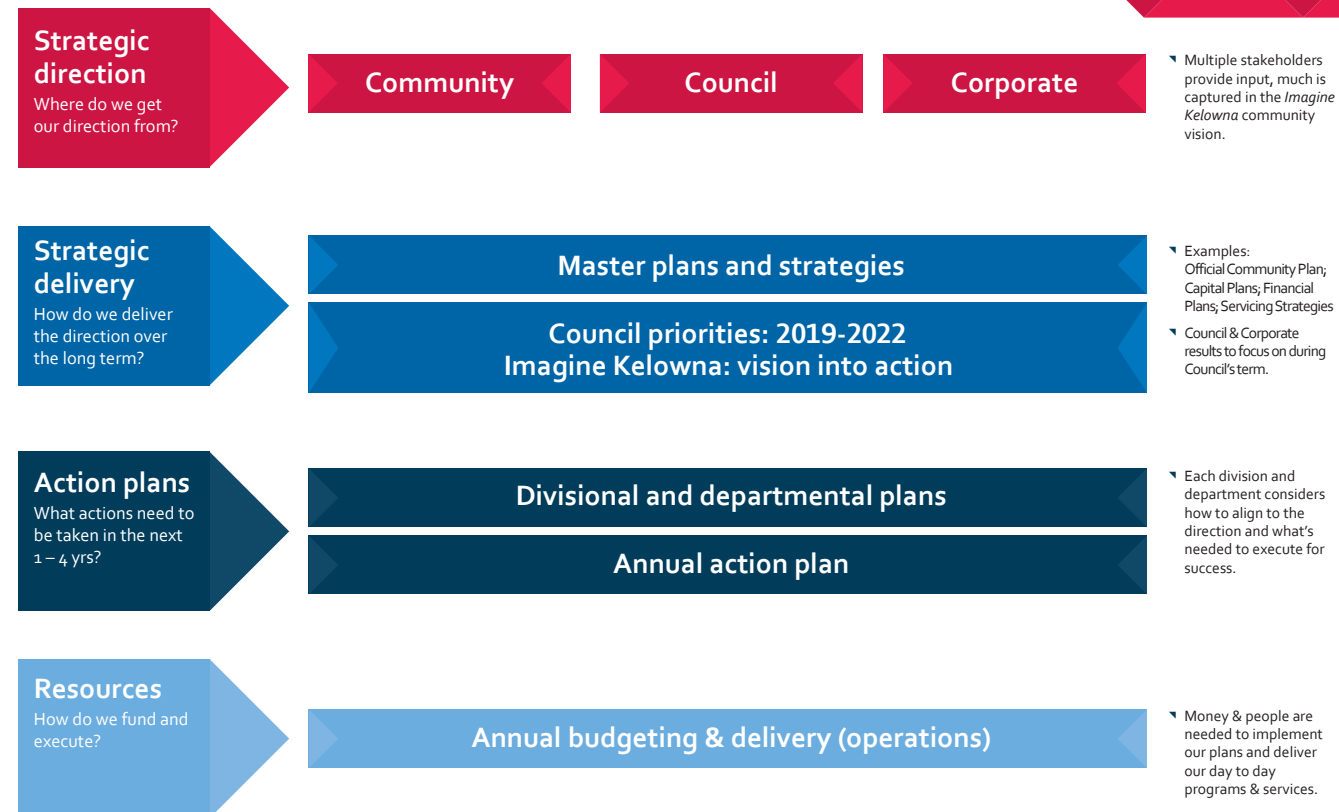 Strategic
direction
Where do we get
our direction from?
Community
Council
Corporate
Multiple stakeholders
provide input, much is
captured in the Imagine
Kelowna community
vision.
Strategic
delivery
How do we deliver
the direction over
the long term?
Master plans and strategies
Council priorities: 2019-2022
Imagine Kelowna: vision into action
Examples:
Official Community Plan;
Capital Plans; Financial
Plans; Servicing Strategies
Council & Corporate
results to focus on during
Council's term.
Action plans
What actions need to
be taken in the next
1 – 4 yrs?
Divisional and departmental plans
Annual action plan
Each division and
department considers
how to align to the
direction and what's
needed to execute for
success.
Resources
How do we fund and
execute?
Annual budgeting & delivery (operations)
Money & people are
needed to implement
our plans and deliver
our day to day
programs & services.